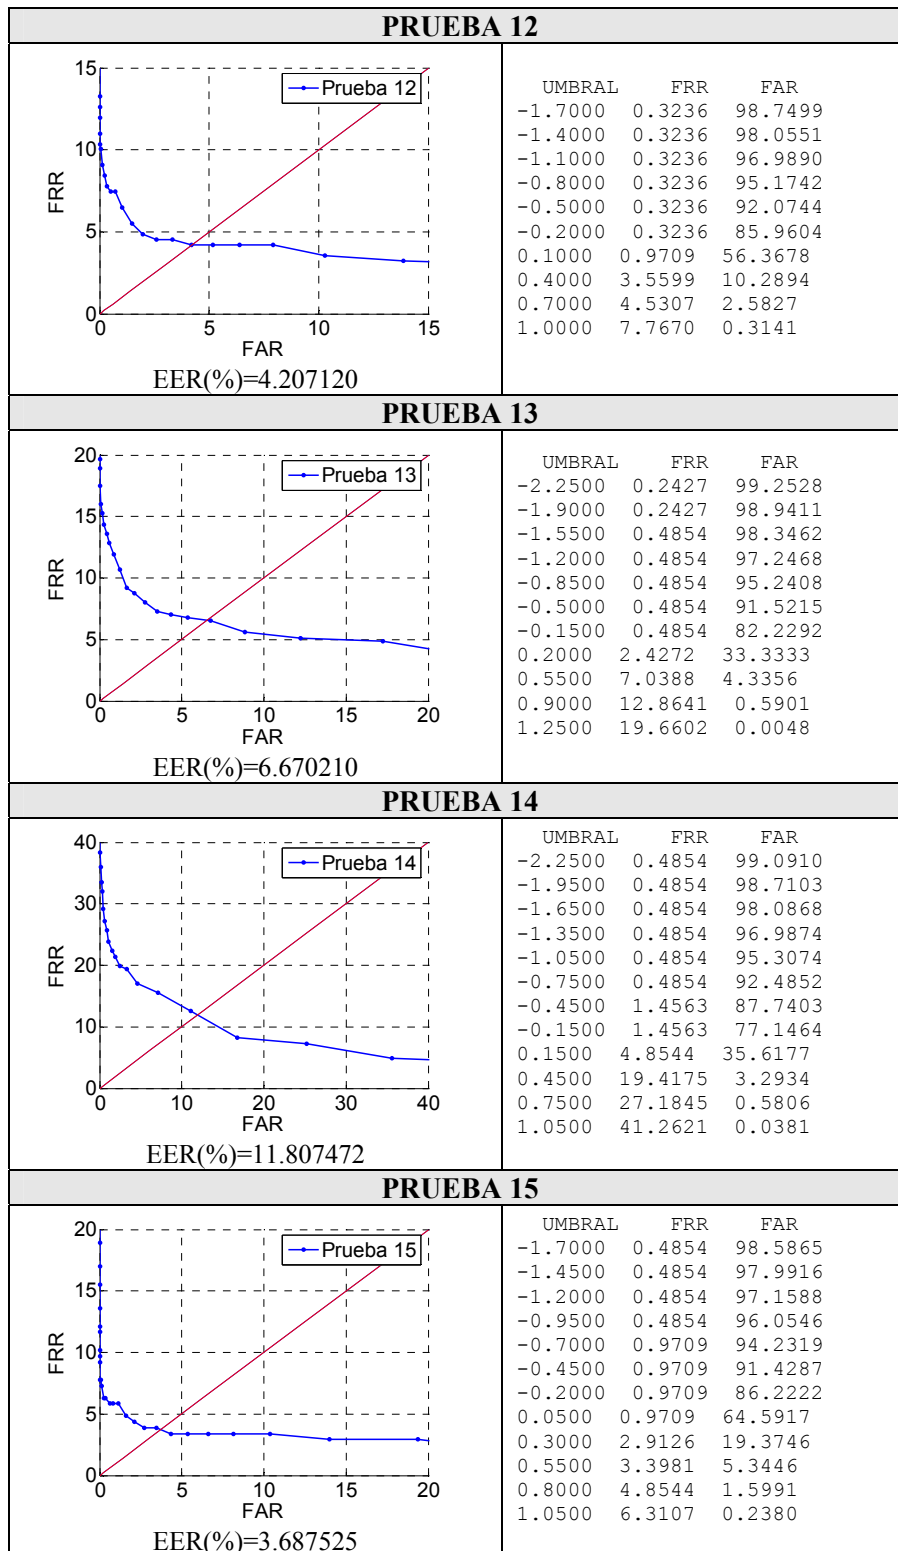 PRUEBA 12
15
10
5
0
0 5 10 15
FRR
FAR
Prueba 12
EER(%)=4.207120
UMBRAL FRR FAR
-1.7000 0.3236 98.7499
-1.4000 0.3236 98.0551
-1.1000 0.3236 96.9890
-0.8000 0.3236 95.1742
-0.5000 0.3236 92.0744
-0.2000 0.3236 85.9604
0.1000 0.9709 56.3678
0.4000 3.5599 10.2894
0.7000 4.5307 2.5827
1.0000 7.7670 0.3141
PRUEBA 13
20
15
10
5
0
0 5 10 15 20
FRR
FAR
Prueba 13
EER(%)=6.670210
UMBRAL FRR FAR
-2.2500 0.2427 99.2528
-1.9000 0.2427 98.9411
-1.5500 0.4854 98.3462
-1.2000 0.4854 97.2468
-0.8500 0.4854 95.2408
-0.5000 0.4854 91.5215
-0.1500 0.4854 82.2292
0.2000 2.4272 33.3333
0.5500 7.0388 4.3356
0.9000 12.8641 0.5901
1.2500 19.6602 0.0048
PRUEBA 14
40
30
20
10
0
0 10 20 30 40
FRR
FAR
Prueba 14
EER(%)=11.807472
UMBRAL FRR FAR
-2.2500 0.4854 99.0910
-1.9500 0.4854 98.7103
-1.6500 0.4854 98.0868
-1.3500 0.4854 96.9874
-1.0500 0.4854 95.3074
-0.7500 0.4854 92.4852
-0.4500 1.4563 87.7403
-0.1500 1.4563 77.1464
0.1500 4.8544 35.6177
0.4500 19.4175 3.2934
0.7500 27.1845 0.5806
1.0500 41.2621 0.0381
PRUEBA 15
20
15
10
5
0
0 5 10 15 20
FRR
FAR
Prueba 15
EER(%)=3.687525
UMBRAL FRR FAR
-1.7000 0.4854 98.5865
-1.4500 0.4854 97.9916
-1.2000 0.4854 97.1588
-0.9500 0.4854 96.0546
-0.7000 0.9709 94.2319
-0.4500 0.9709 91.4287
-0.2000 0.9709 86.2222
0.0500 0.9709 64.5917
0.3000 2.9126 19.3746
0.5500 3.3981 5.3446
0.8000 4.8544 1.5991
1.0500 6.3107 0.2380